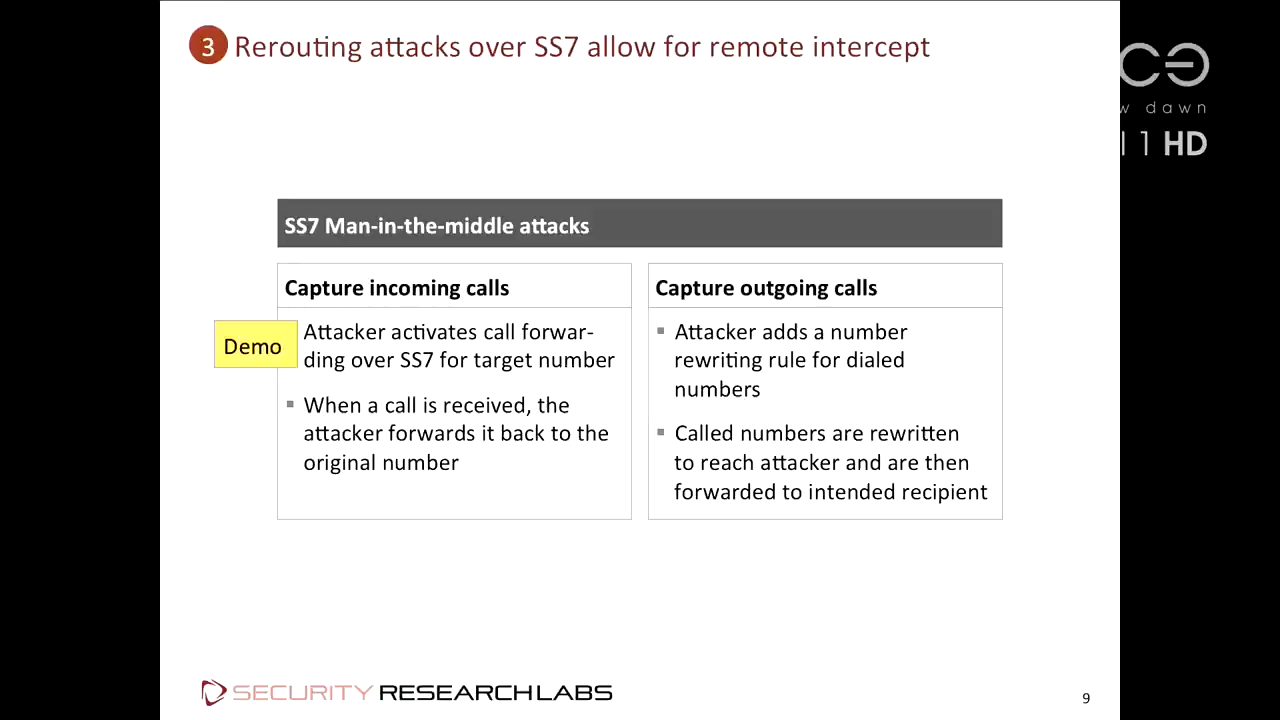 3 Rerouting attacks over SS7 allow for remote intercept
SS7 Man-in-the-middle attacks
Capture incoming calls
Demo
Attacker activates call forwar-
ding over SS7 for target number
When a call is received, the
attacker forwards it back to the
original number
Capture outgoing calls
Attacker adds a number
rewriting rule for dialed
numbers
Called numbers are rewritten
to reach attacker and are then
forwarded to intended recipient
SECURITY RESEARCH LABS
9
dawn
HD